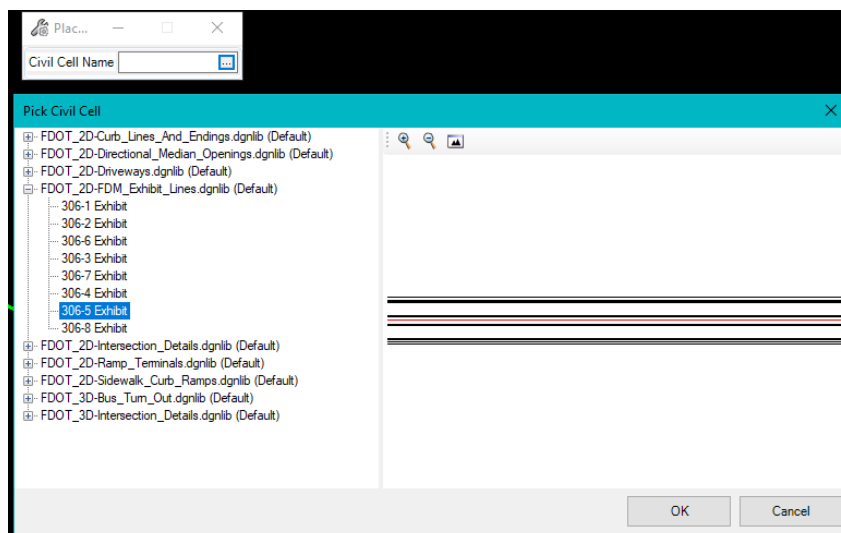 Plac...
Civil Cell Name
Pick Civil Cell
FDOT_2D-Curb_Lines_And_Endings.dgnlib (Default)
FDOT_2D-Directional_Median_Openings.dgnlib (Default)
FDOT_2D-Driveways.dgnlib (Default)
FDOT_2D-FDM_Exhibit_Lines.dgnlib (Default)
306-1 Exhibit
306-2 Exhibit
306-6 Exhibit
306-3 Exhibit
306-7 Exhibit
306-4 Exhibit
306-5 Exhibit
306-8 Exhibit
FDOT_2D-Intersection_Details.dgnlib (Default)
FDOT_2D-Ramp_Terminals.dgnlib (Default)
FDOT_2D-Sidewalk_Curb_Ramps.dgnlib (Default)
FDOT_3D-Bus_Turn_Out.dgnlib (Default)
FDOT_3D-Intersection_Details.dgnlib (Default)
OK Cancel